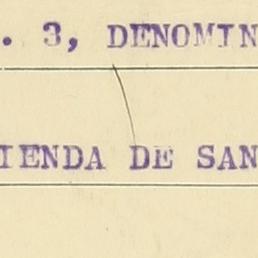 . 3, DENOMIN
IENDA DE SAN